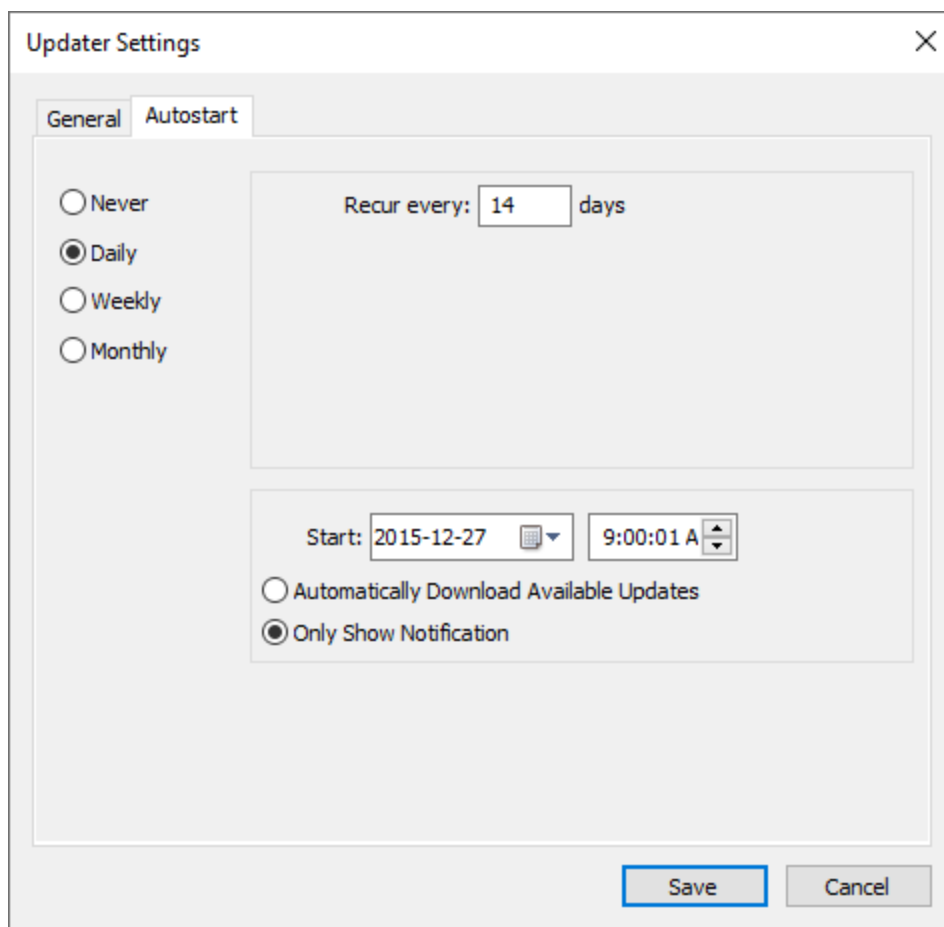 Updater Settings
General Autostart
Never
Daily
Weekly
Monthly
Recur every: 14 days
Start: 2015-12-27 9:00:01 A
Automatically Download Available Updates
Only Show Notification
Save Cancel